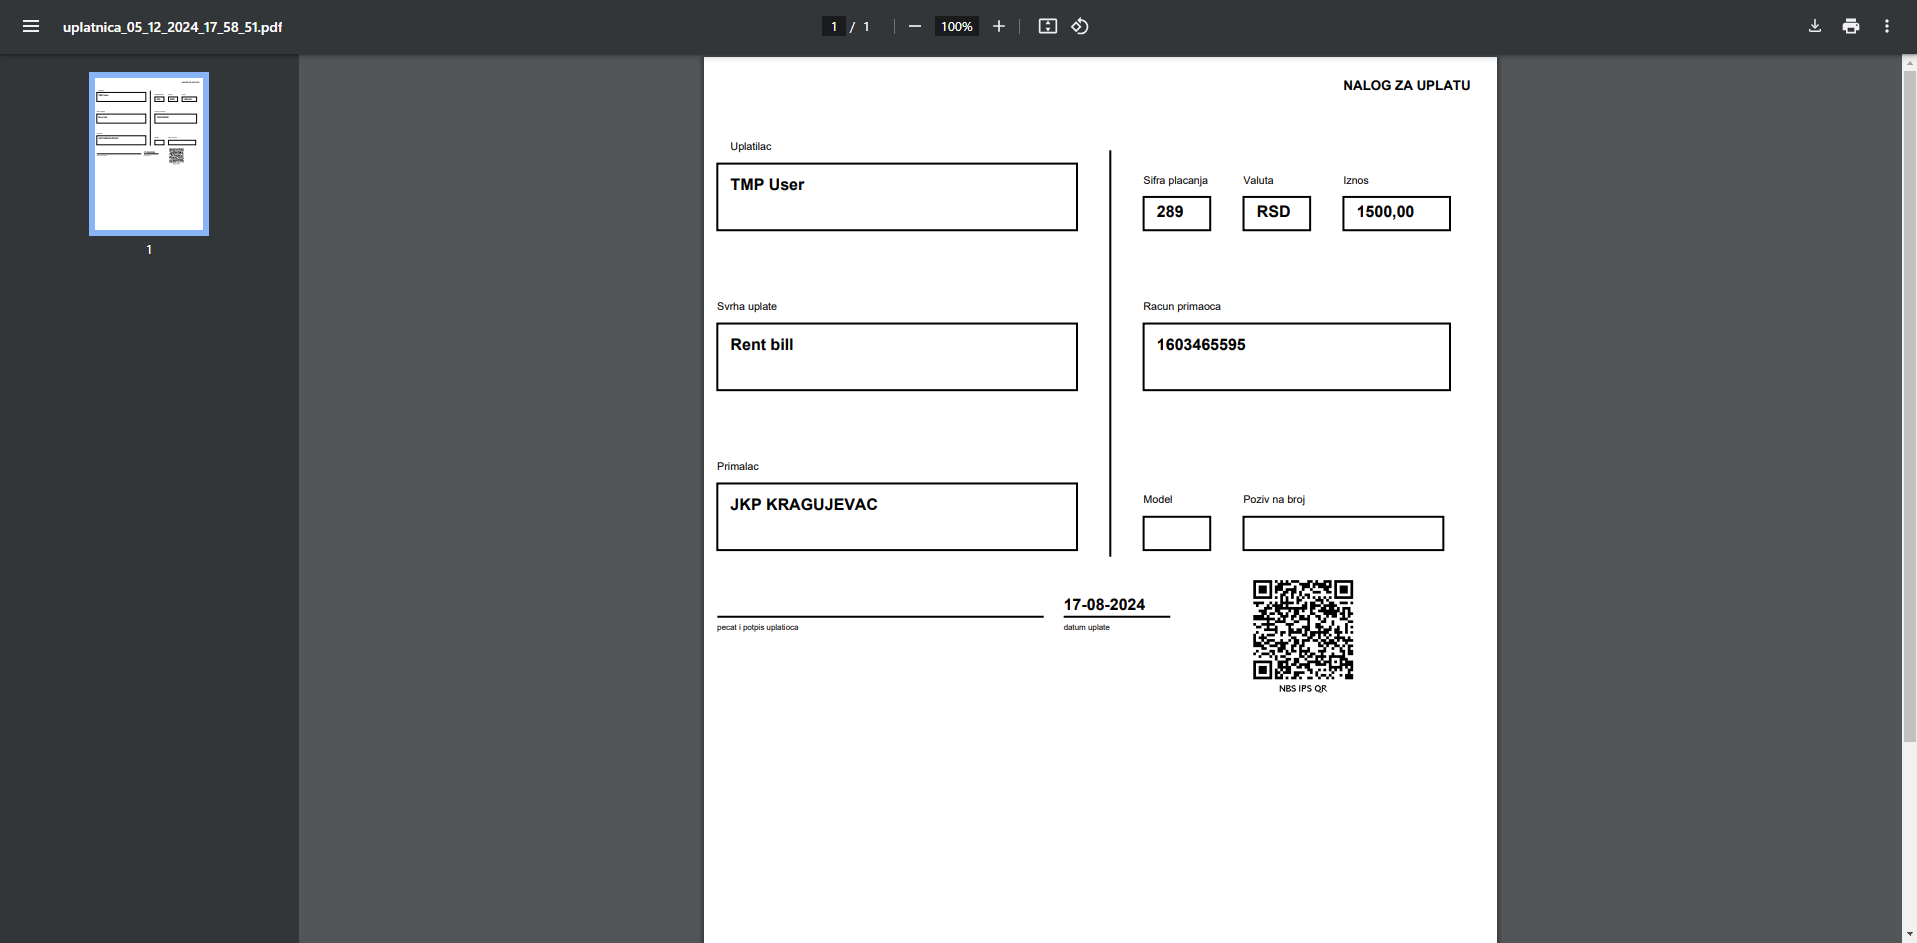 uplatnica_05_12_2024_17_58_51.pdf
1 / 1
100%
1
NALOG ZA UPLATU
Uplatilac
TMP User
Sifra placanja
Valuta
Iznos
289
RSD
1500,00
Svrha uplate
Rent bill
Racun primaoca
1603465595
Primalac
JKP KRAGUJEVAC
Model
Poziv na broj
17-08-2024
pecat i potpis uplatioca
datum uplate
NBS IPS QR